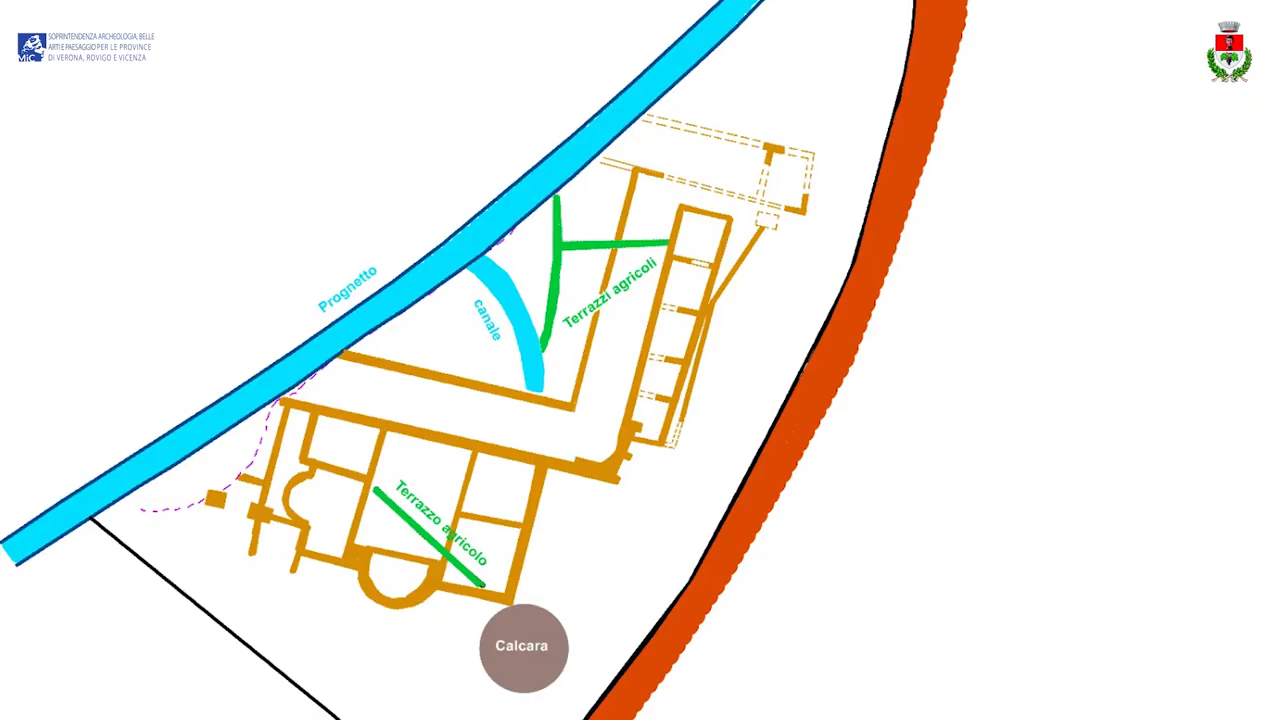 SOPRINTENDENZA ARCHEOLOGIA, BELLE
ARTI E PAESAGGIO PER LE PROVINCE
DI VERONA, ROVIGO E VICENZA
MiC
Prognetto
canale
Terrazzi agricoli
Terrazzo agricolo
Calcara